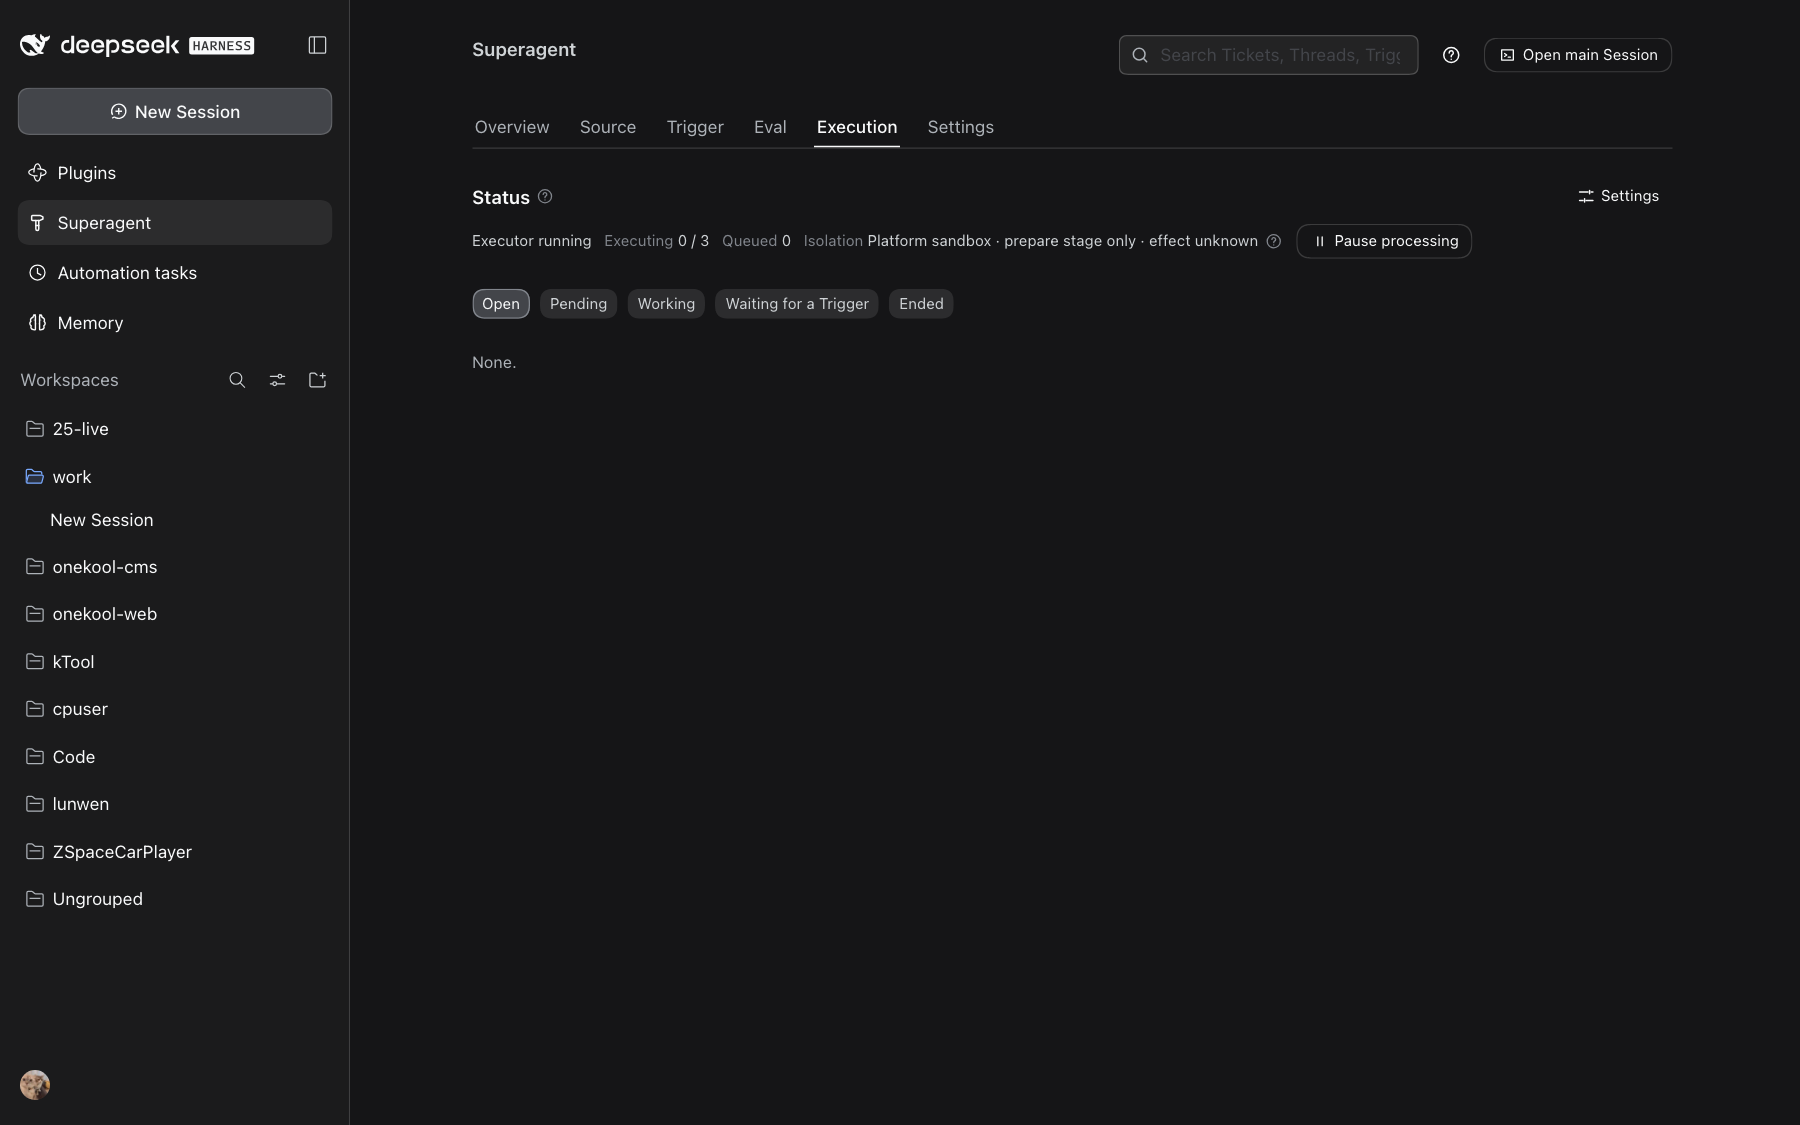 deepseek HARNESS
New Session
Plugins
Superagent
Automation tasks
Memory
Workspaces
25-live
work
New Session
onekool-cms
onekool-web
kTool
cpuser
Code
lunwen
ZSpaceCarPlayer
Ungrouped
Superagent
Search Tickets, Threads, Trigg
Open main Session
Overview Source Trigger Eval Execution Settings
Status
Settings
Executor running Executing 0 / 3 Queued 0 Isolation Platform sandbox · prepare stage only · effect unknown
Pause processing
Open Pending Working Waiting for a Trigger Ended
None.